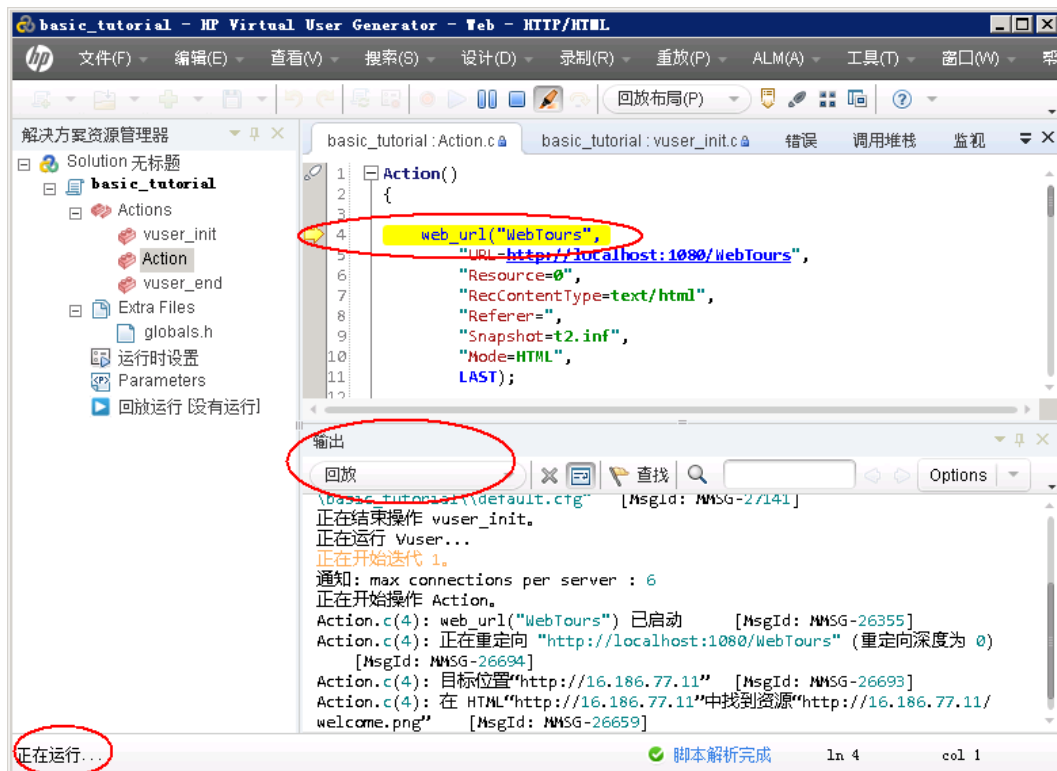 basic_tutorial - HP Virtual User Generator - Web - HTTP/HTML
hp 文件(F) 编辑(E) 查看(V) 搜索(S) 设计(D) 录制(R) 重放(P) ALM(A) 工具(T) 窗口(W)
回放布局(P)
解决方案资源管理器
Solution 无标题
basic_tutorial
Actions
vuser_init
Action
vuser_end
Extra Files
globals.h
运行时设置
Parameters
回放运行 [没有运行]
basic_tutorial : Action.c basic_tutorial : vuser_init.c 错误 调用堆栈 监视
1 Action()
2 {
3
4 web_url("WebTours",
5 "URL=http://localhost:1080/WebTours",
6 "Resource=0",
7 "RecContentType=text/html",
8 "Referer=",
9 "Snapshot=t2.inf",
10 "Mode=HTML",
11 LAST);
12
输出
回放 查找 Options
\basic_tutorial\\default.cfg" [MsgId: MMSG-27141]
正在结束操作 vuser_init。
正在运行 Vuser...
正在开始迭代 1。
通知: max connections per server : 6
正在开始操作 Action。
Action.c(4): web_url("WebTours") 已启动 [MsgId: MMSG-26355]
Action.c(4): 正在重定向 "http://localhost:1080/WebTours" (重定向深度为 0)
[MsgId: MMSG-26694]
Action.c(4): 目标位置“http://16.186.77.11” [MsgId: MMSG-26693]
Action.c(4): 在 HTML“http://16.186.77.11”中找到资源“http://16.186.77.11/
welcome.png” [MsgId: MMSG-26659]
正在运行... 脚本解析完成 ln 4 col 1